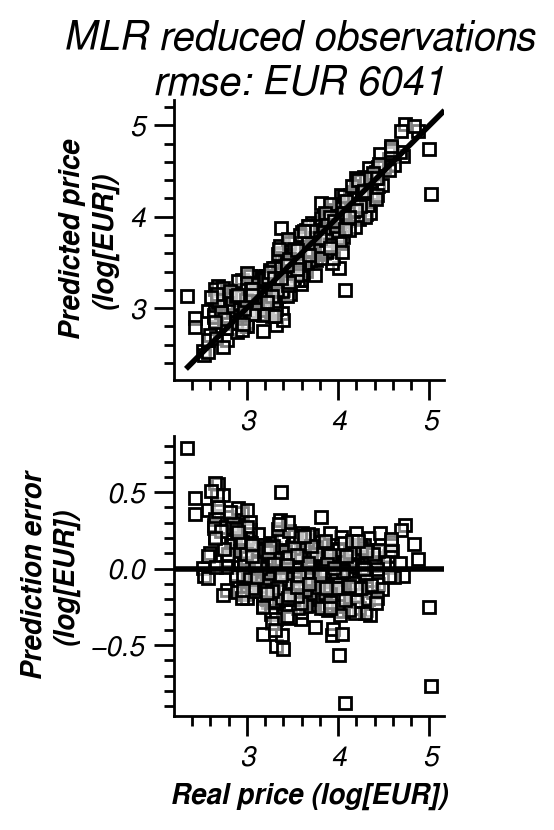 MLR reduced observations
rmse: EUR 6041
Predicted price
(log[EUR])
5
4
3
3 4 5
Prediction error
(log[EUR])
0.5
0.0
−0.5
3 4 5
Real price (log[EUR])